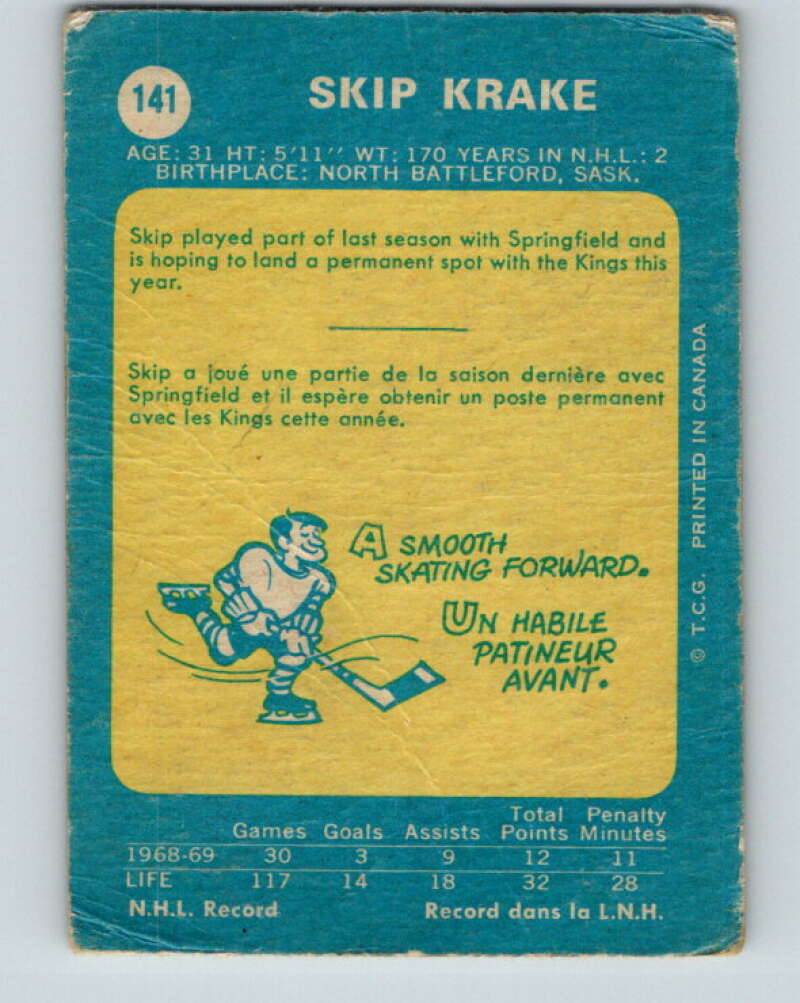 141
SKIP KRAKE
AGE: 31 HT: 5'11'' WT: 170 YEARS IN N.H.L.: 2
BIRTHPLACE: NORTH BATTLEFORD, SASK.
Skip played part of last season with Springfield and
is hoping to land a permanent spot with the Kings this
year.
Skip a joué une partie de la saison dernière avec
Springfield et il espère obtenir un poste permanent
avec les Kings cette année.
A SMOOTH
SKATING FORWARD.
UN HABILE
PATINEUR
AVANT.
© T.C.G. PRINTED IN CANADA
Total Penalty
Games Goals Assists Points Minutes
1968-69 30 3 9 12 11
LIFE 117 14 18 32 28
N.H.L. Record Record dans la L.N.H.